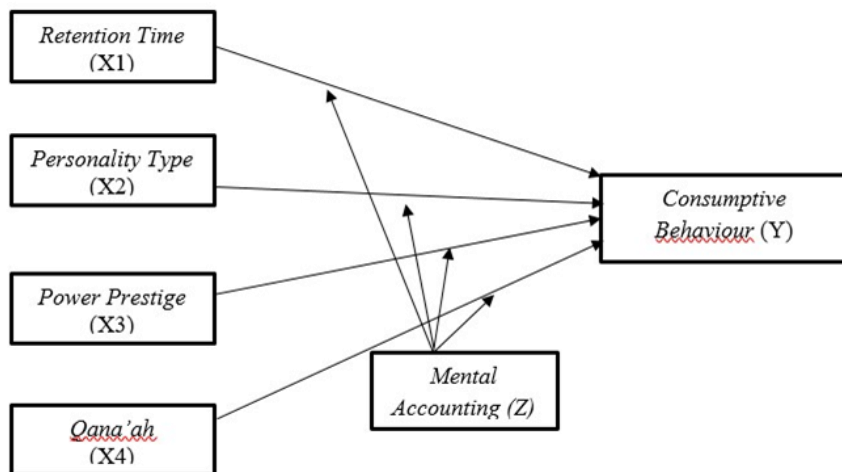 Retention Time
(X1)
Personality Type
(X2)
Power Prestige
(X3)
Qana'ah
(X4)
Consumptive
Behaviour (Y)
Mental
Accounting (Z)